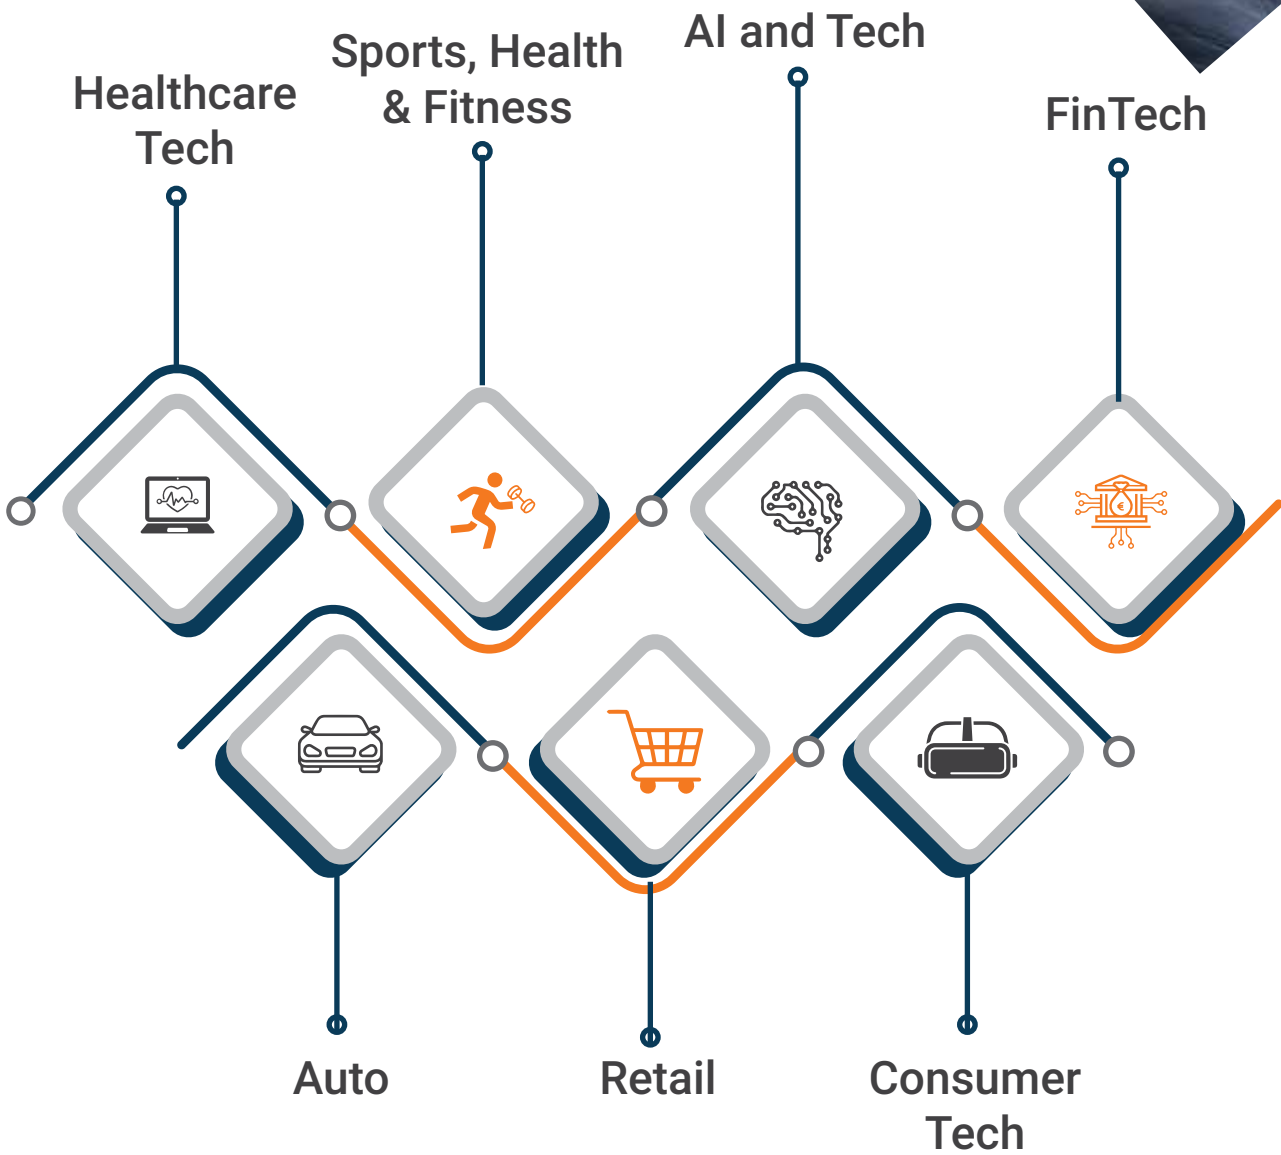 Healthcare
Tech
Sports, Health
& Fitness
AI and Tech
FinTech
€
Auto
Retail
Consumer
Tech